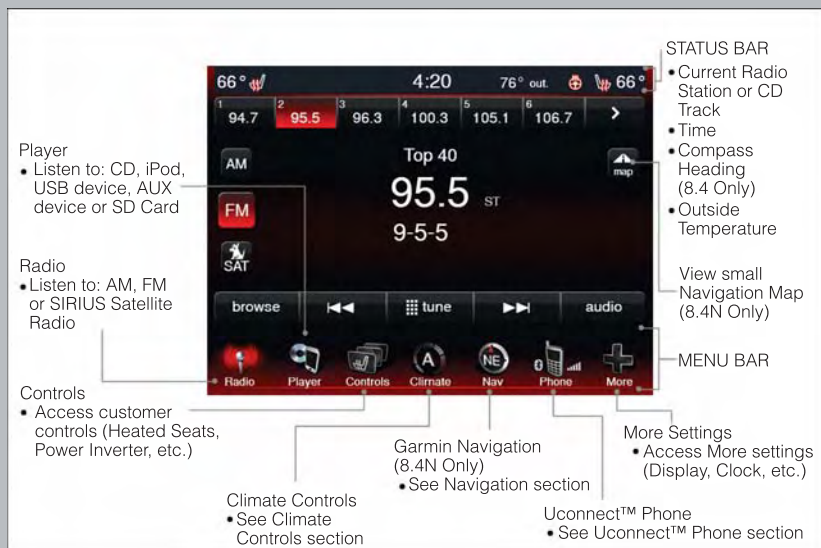 66° 4:20 76° out. 66°
1 94.7 2 95.5 3 96.3 4 100.3 5 105.1 6 106.7 >
AM
Top 40
map
FM
95.5 ST
9-5-5
SAT
browse tune audio
Radio Player Controls A Climate NE Nav Phone More
STATUS BAR
• Current Radio
Station or CD
Track
• Time
• Compass
Heading
(8.4 Only)
• Outside
Temperature
Player
• Listen to: CD, iPod,
USB device, AUX
device or SD Card
Radio
• Listen to: AM, FM
or SIRIUS Satellite
Radio
View small
Navigation Map
(8.4N Only)
MENU BAR
Controls
• Access customer
controls (Heated Seats,
Power Inverter, etc.)
Climate Controls
• See Climate
Controls section
Garmin Navigation
(8.4N Only)
• See Navigation section
Uconnect™ Phone
• See Uconnect™ Phone section
More Settings
• Access More settings
(Display, Clock, etc.)